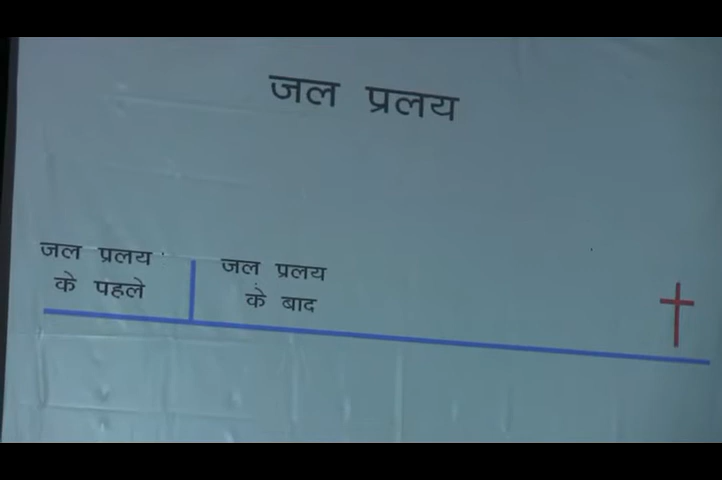 जल प्रलय
जल प्रलय
के पहले
जल प्रलय
के बाद